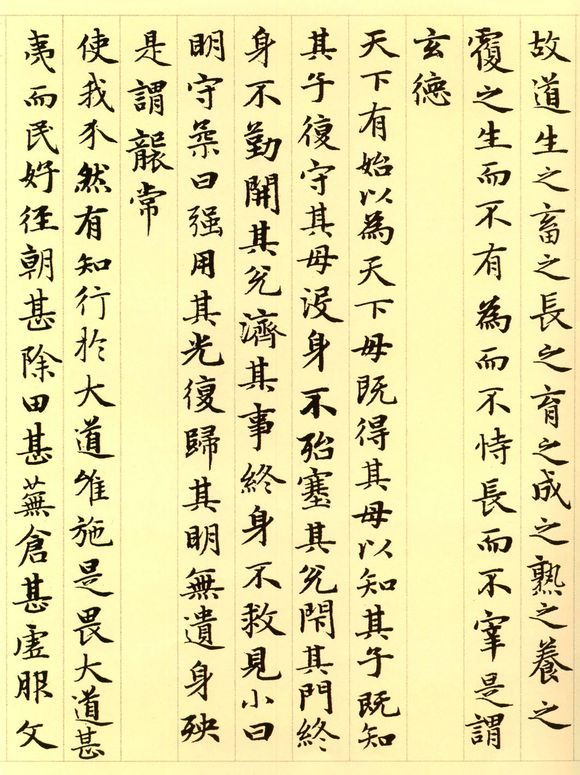 故道生之畜之長之育之成之熟之養之
覆之生而不有為而不恃長而不宰是謂
玄德
天下有始以為天下母既得其母以知其子既知
其子復守其母没身不殆塞其兌閉其門終
身不勤開其兌濟其事終身不救見小曰
明守柔曰强用其光復歸其明無遺身殃
是謂襲常
使我介然有知行於大道唯施是畏大道甚
夷而民好徑朝甚除田甚蕪倉甚虛服文